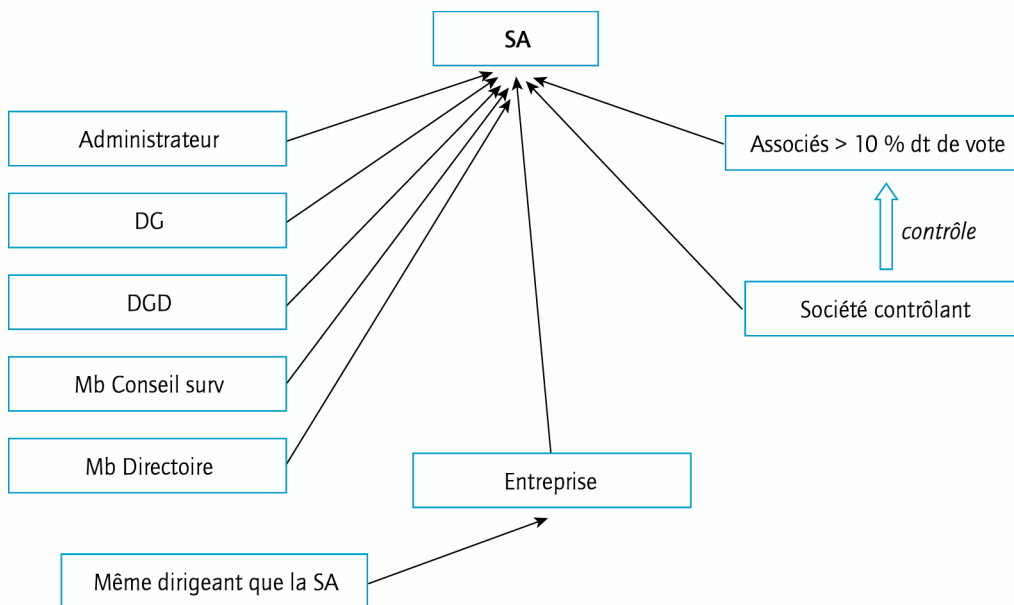 SA
Administrateur
Associés > 10 % dt de vote
DG
contrôle
DGD
Société contrôlant
Mb Conseil surv
Mb Directoire
Entreprise
Même dirigeant que la SA